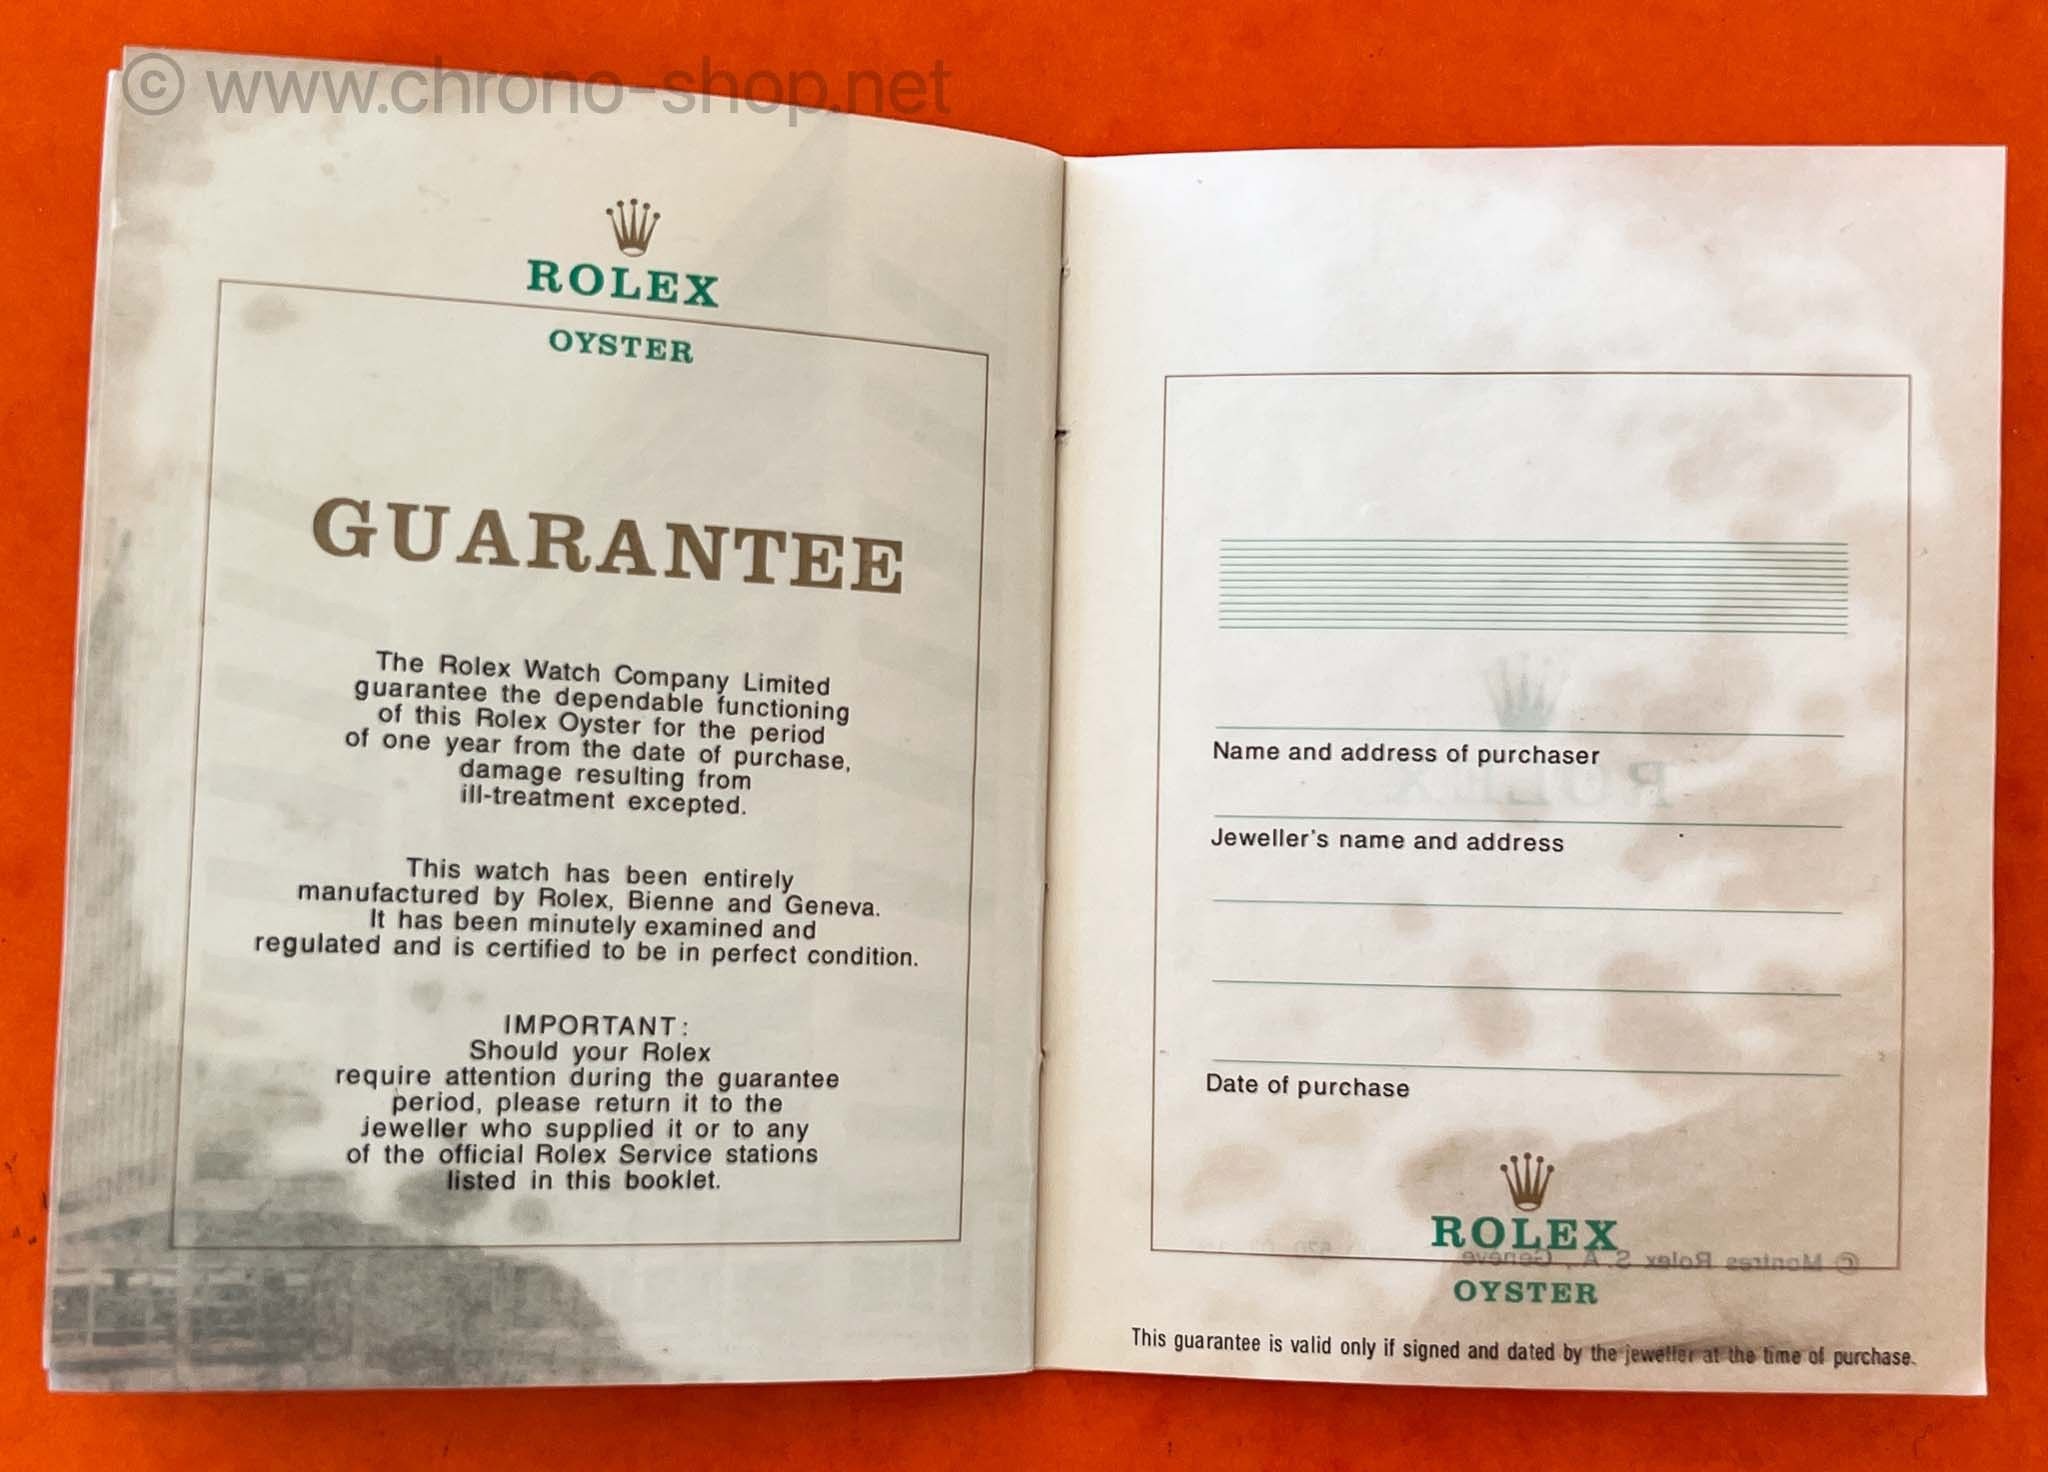 © www.chrono-shop.net
ROLEX
OYSTER
GUARANTEE
The Rolex Watch Company Limited
guarantee the dependable functioning
of this Rolex Oyster for the period
of one year from the date of purchase,
damage resulting from
ill-treatment excepted.
This watch has been entirely
manufactured by Rolex, Bienne and Geneva.
It has been minutely examined and
regulated and is certified to be in perfect condition.
IMPORTANT:
Should your Rolex
require attention during the guarantee
period, please return it to the
jeweller who supplied it or to any
of the official Rolex Service stations
listed in this booklet.
ROLEX
Name and address of purchaser
Jeweller's name and address
Date of purchase
ROLEX
© Montres Rolex S.A., Geneve
OYSTER
This guarantee is valid only if signed and dated by the jeweller at the time of purchase.